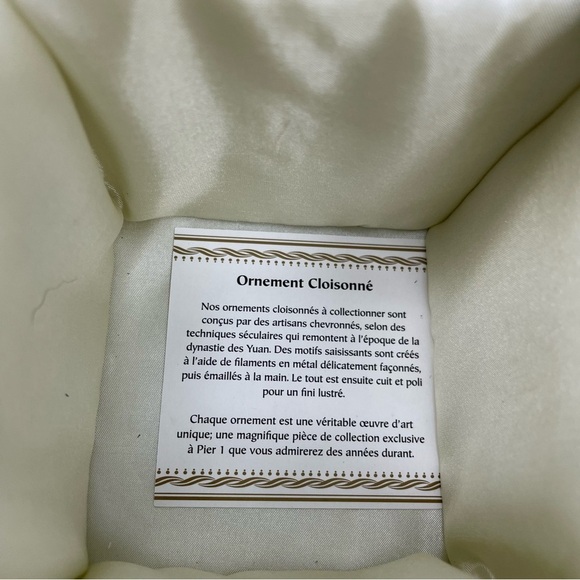 Ornement Cloisonné
Nos ornements cloisonnés à collectionner sont
conçus par des artisans chevronnés, selon des
techniques séculaires qui remontent à l'époque de la
dynastie des Yuan. Des motifs saisissants sont créés
à l'aide de filaments en métal délicatement façonnés,
puis émaillés à la main. Le tout est ensuite cuit et poli
pour un fini lustré.
Chaque ornement est une véritable œuvre d'art
unique; une magnifique pièce de collection exclusive
à Pier 1 que vous admirerez des années durant.